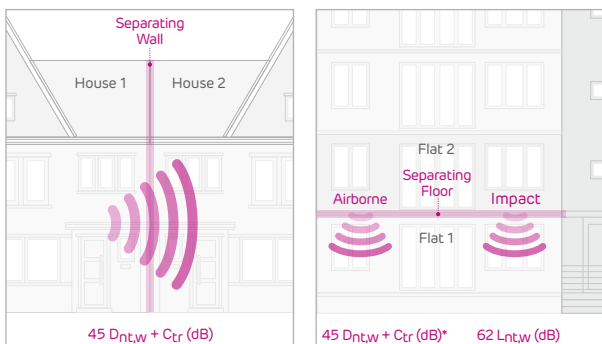 Separating
Wall
House 1
House 2
45 Dnt,w + Ctr (dB)
Flat 2
Airborne
Separating
Floor
Impact
Flat 1
45 Dnt,w + Ctr (dB)*
62 Lnt,w (dB)